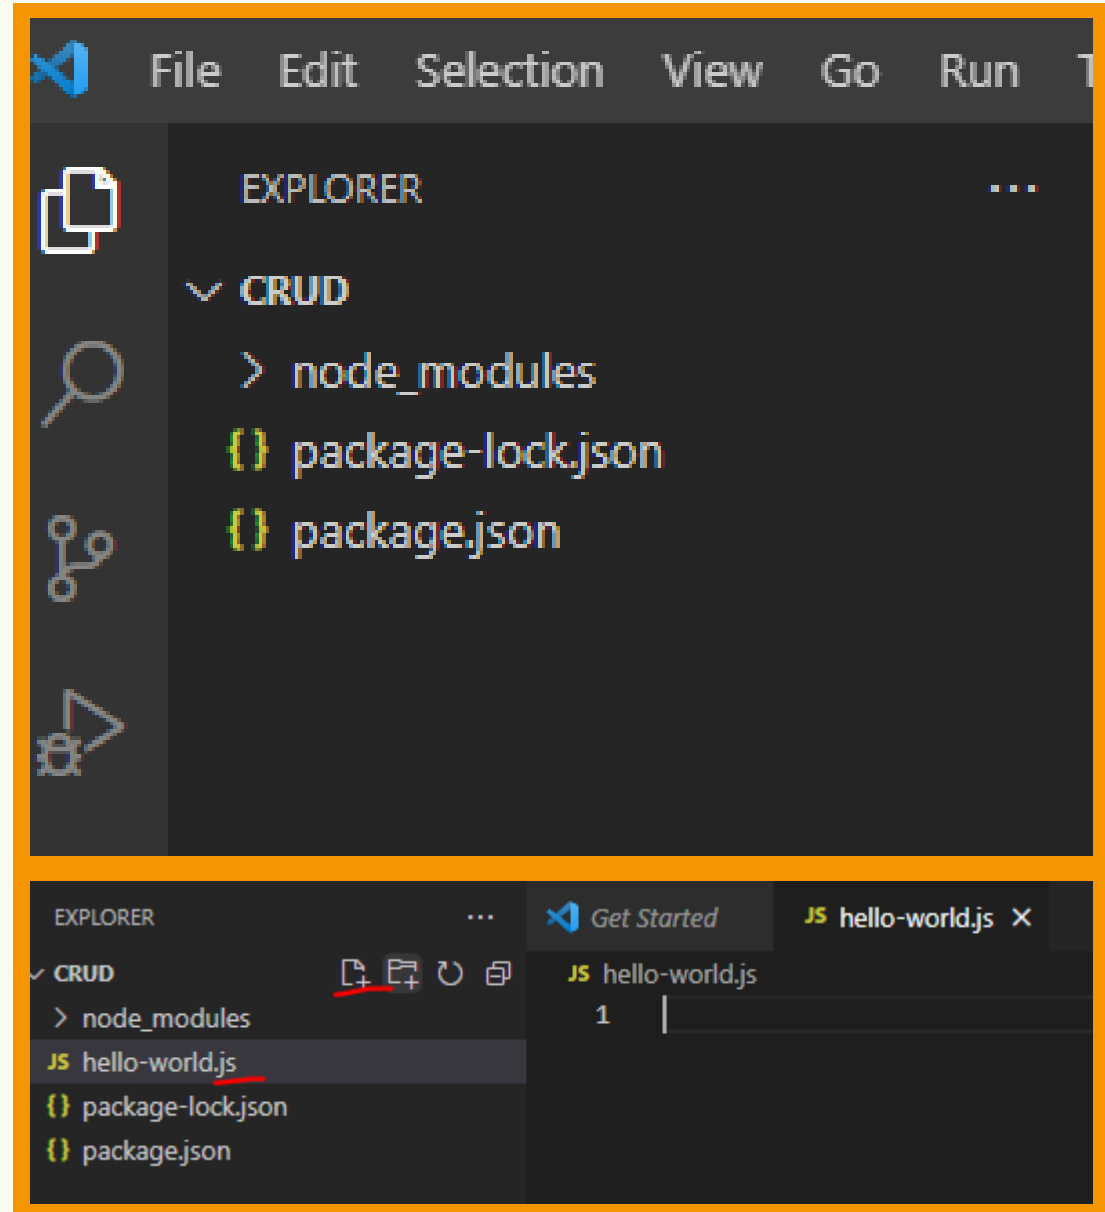 File Edit Selection View Go Run T
EXPLORER ...
CRUD
node_modules
{} package-lock.json
{} package.json
EXPLORER ... Get Started JS hello-world.js
CRUD JS hello-world.js
node_modules 1
JS hello-world.js
{} package-lock.json
{} package.json